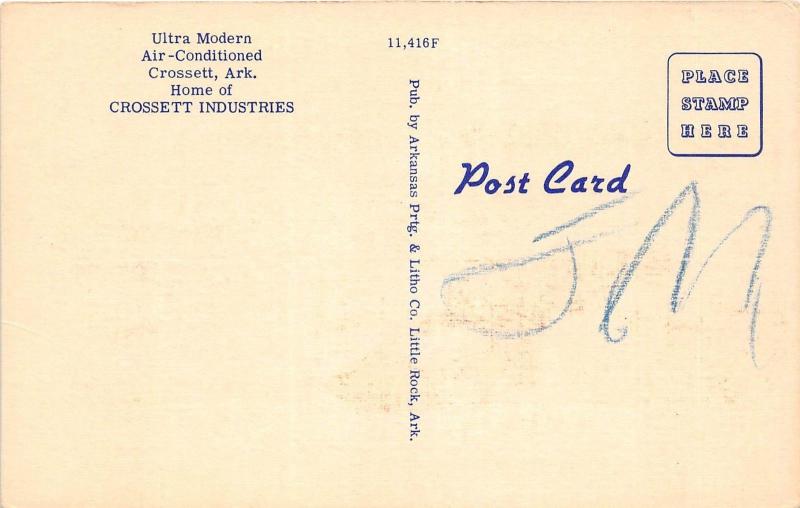 Ultra Modern
Air-Conditioned
Crossett, Ark.
Home of
CROSSETT INDUSTRIES
11,416F
Pub. by Arkansas Prtg. & Litho Co. Little Rock, Ark.
PLACE
STAMP
HERE
Post Card
JM